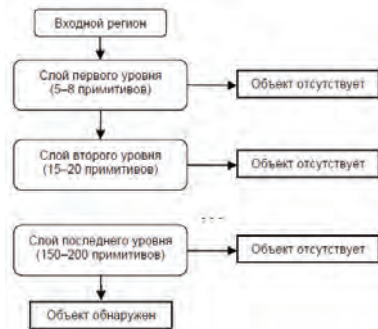 Входной регион
Слой первого уровня
(5–8 примитивов)
Объект отсутствует
Слой второго уровня
(15–20 примитивов)
Объект отсутствует
. . .
Слой последнего уровня
(150–200 примитивов)
Объект отсутствует
Объект обнаружен